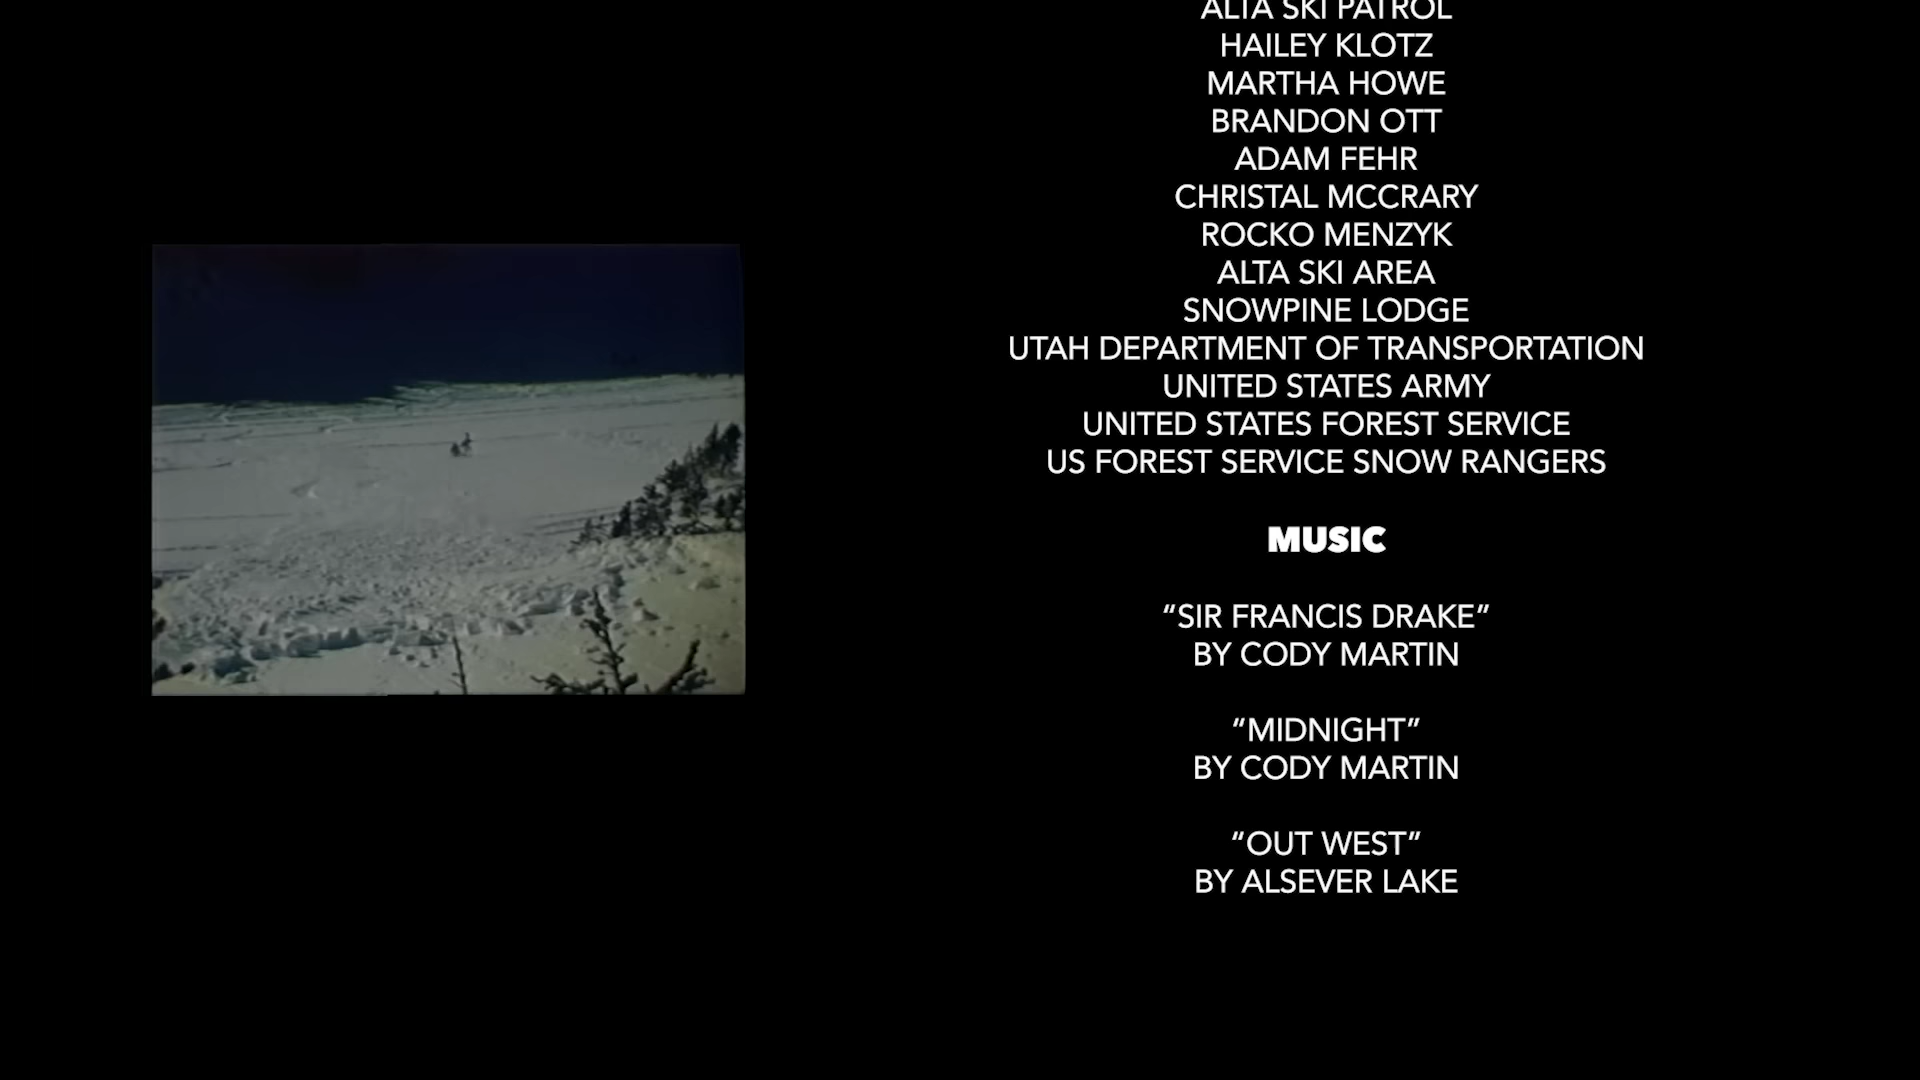 ALTA SKI PATROL
HAILEY KLOTZ
MARTHA HOWE
BRANDON OTT
ADAM FEHR
CHRISTAL MCCRARY
ROCKO MENZYK
ALTA SKI AREA
SNOWPINE LODGE
UTAH DEPARTMENT OF TRANSPORTATION
UNITED STATES ARMY
UNITED STATES FOREST SERVICE
US FOREST SERVICE SNOW RANGERS
MUSIC
“SIR FRANCIS DRAKE”
BY CODY MARTIN
“MIDNIGHT”
BY CODY MARTIN
“OUT WEST”
BY ALSEVER LAKE